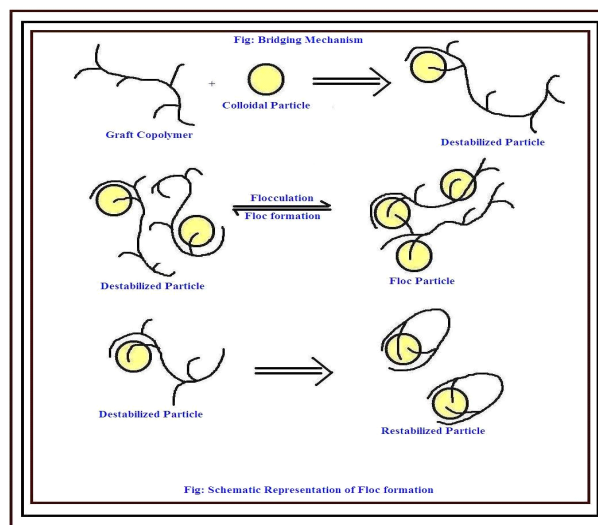 Fig: Bridging Mechanism
+
Graft Copolymer
Colloidal Particle
Destabilized Particle
Flocculation
Floc formation
Destabilized Particle
Floc Particle
Destabilized Particle
Restabilized Particle
Fig: Schematic Representation of Floc formation